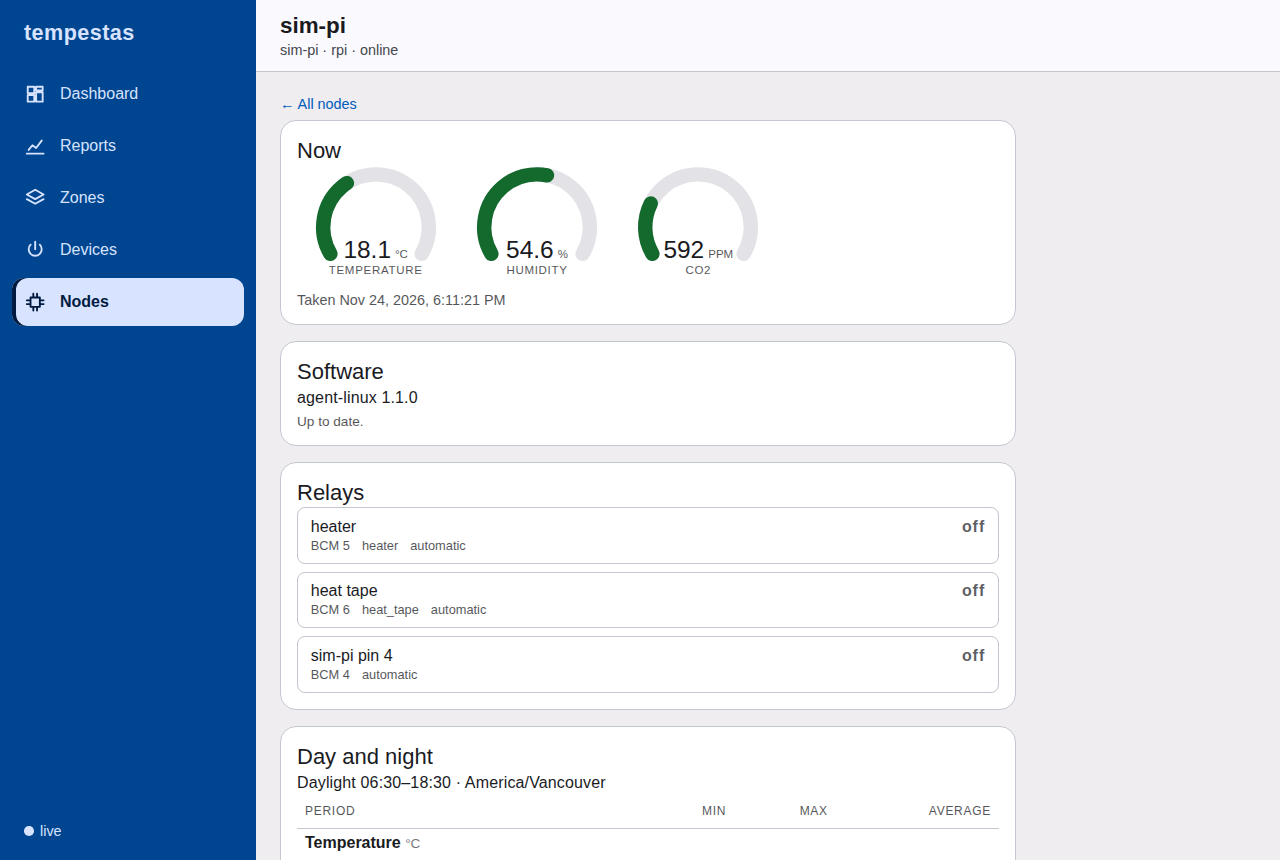 tempestas
Dashboard
Reports
Zones
Devices
Nodes
live
sim-pi
sim-pi · rpi · online
← All nodes
Now
18.1 °C
TEMPERATURE
54.6 %
HUMIDITY
592 PPM
CO2
Taken Nov 24, 2026, 6:11:21 PM
Software
agent-linux 1.1.0
Up to date.
Relays
heater off
BCM 5 heater automatic
heat tape off
BCM 6 heat_tape automatic
sim-pi pin 4 off
BCM 4 automatic
Day and night
Daylight 06:30–18:30 · America/Vancouver
PERIOD MIN MAX AVERAGE
Temperature °C